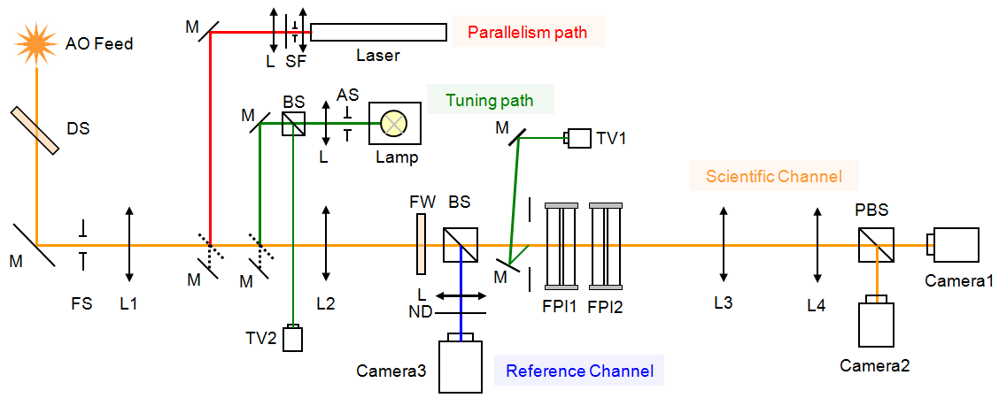 M
Parallelism path
AO Feed
L
SF
Laser
BS
AS
Tuning path
M
DS
M
TV1
L
Lamp
Scientific Channel
FW
BS
PBS
M
M
M
M
Camera1
FS
L1
L2
L
ND
FPI1
FPI2
L3
L4
TV2
Camera3
Reference Channel
Camera2